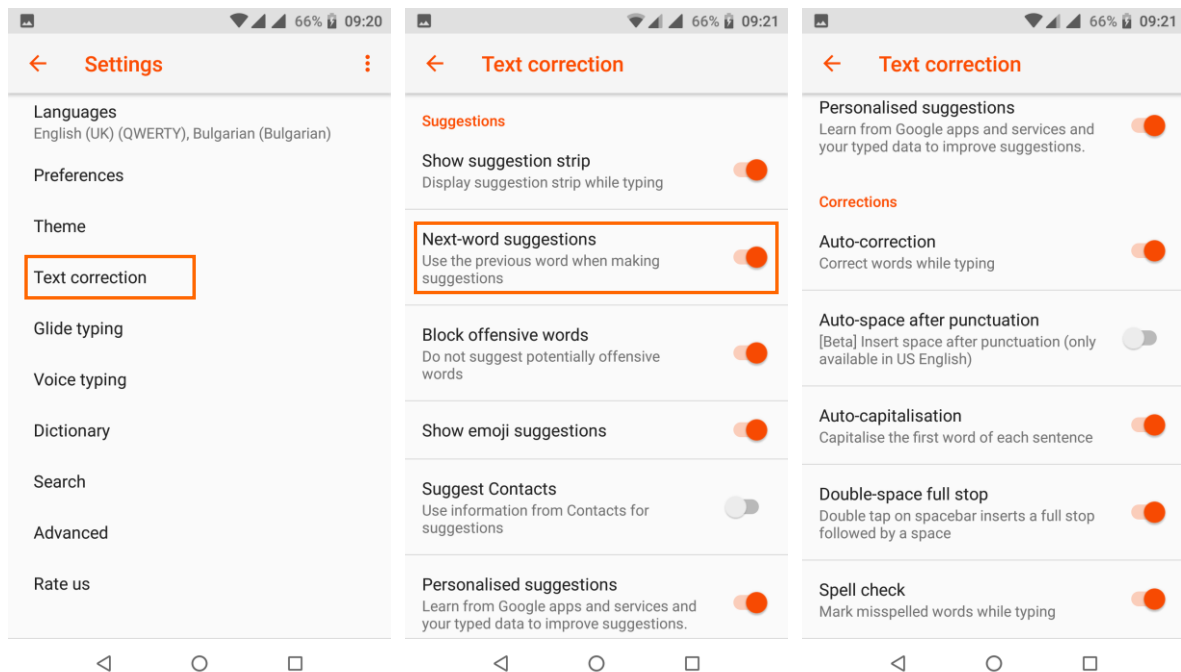 66% 09:20
Settings
Languages
English (UK) (QWERTY), Bulgarian (Bulgarian)
Preferences
Theme
Text correction
Glide typing
Voice typing
Dictionary
Search
Advanced
Rate us
66% 09:21
Text correction
Suggestions
Show suggestion strip
Display suggestion strip while typing
Next-word suggestions
Use the previous word when making
suggestions
Block offensive words
Do not suggest potentially offensive
words
Show emoji suggestions
Suggest Contacts
Use information from Contacts for
suggestions
Personalised suggestions
Learn from Google apps and services and
your typed data to improve suggestions.
66% 09:21
Text correction
Personalised suggestions
Learn from Google apps and services and
your typed data to improve suggestions.
Corrections
Auto-correction
Correct words while typing
Auto-space after punctuation
[Beta] Insert space after punctuation (only
available in US English)
Auto-capitalisation
Capitalise the first word of each sentence
Double-space full stop
Double tap on spacebar inserts a full stop
followed by a space
Spell check
Mark misspelled words while typing